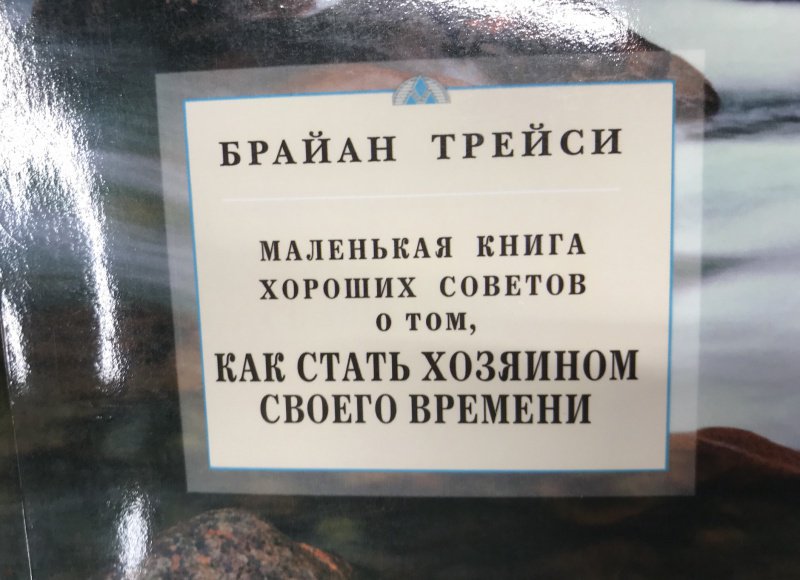 БРАЙАН ТРЕЙСИ
МАЛЕНЬКАЯ КНИГА
ХОРОШИХ СОВЕТОВ
О ТОМ,
КАК СТАТЬ ХОЗЯИНОМ
СВОЕГО ВРЕМЕНИ